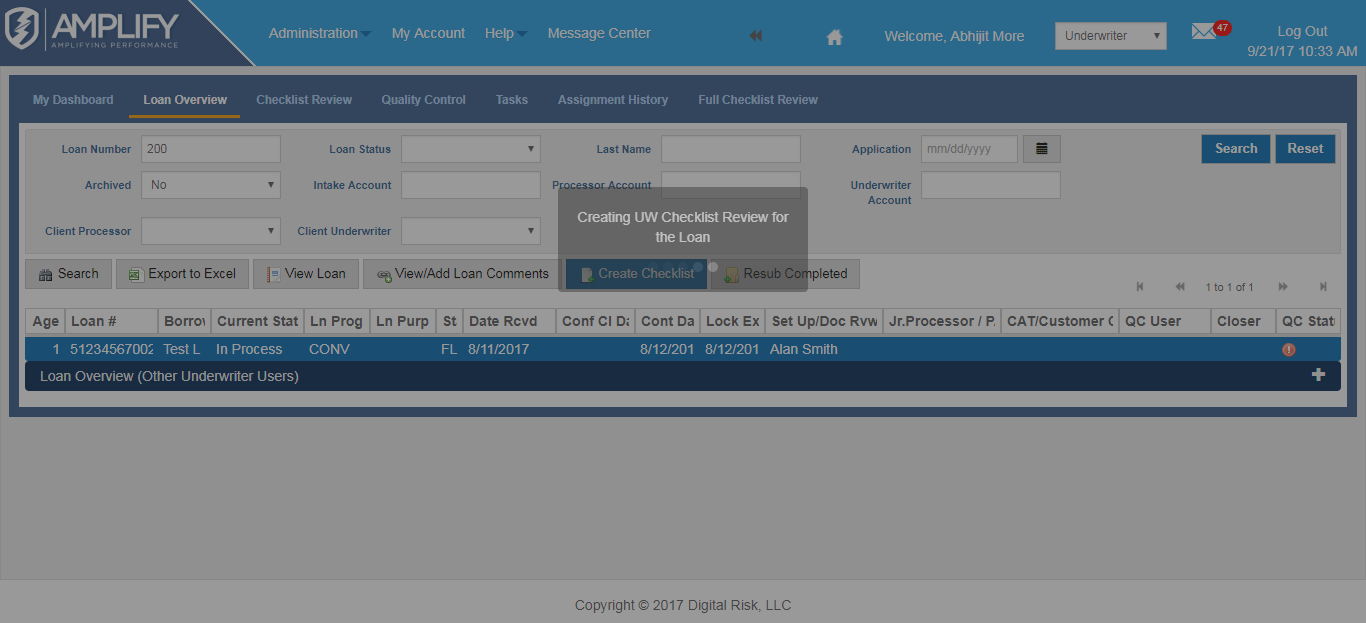 AMPLIFY
AMPLIFYING PERFORMANCE
Administration My Account Help Message Center
Welcome, Abhijit More
Underwriter
47
Log Out
9/21/17 10:33 AM
My Dashboard Loan Overview Checklist Review Quality Control Tasks Assignment History Full Checklist Review
Loan Number 200 Loan Status Last Name Application mm/dd/yyyy Search Reset
Archived No Intake Account Processor Account Underwriter Account
Client Processor Client Underwriter
Creating UW Checklist Review for
the Loan
Search Export to Excel View Loan View/Add Loan Comments Create Checklist Resub Completed
1 to 1 of 1
Age Loan # Borrov Current Stat Ln Prog Ln Purp St Date Rcvd Conf Cl Da Cont Da Lock Ex Set Up/Doc Rvw Jr.Processor / P. CAT/Customer C QC User Closer QC Stat
1 51234567002 Test L In Process CONV FL 8/11/2017 8/12/201 8/12/201 Alan Smith
Loan Overview (Other Underwriter Users)
Copyright © 2017 Digital Risk, LLC